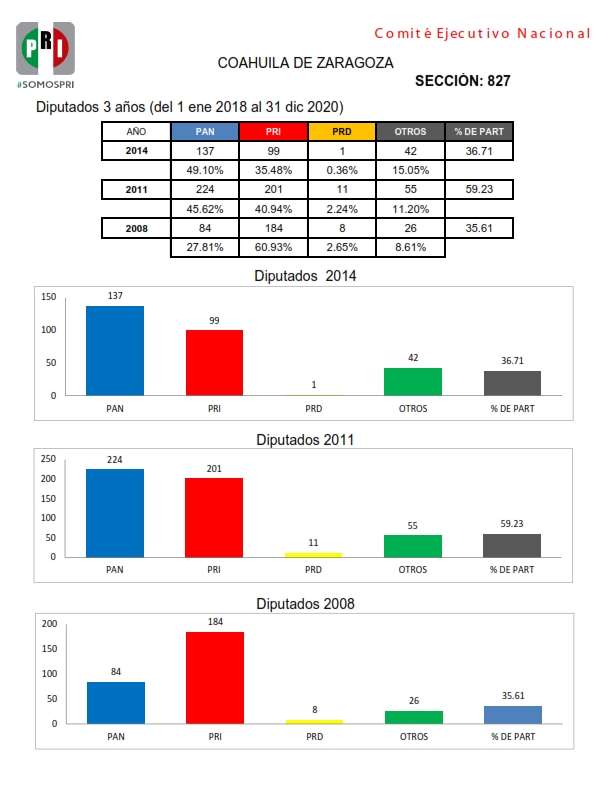 PRI
#SOMOSPRI
Comité Ejecutivo Nacional
COAHUILA DE ZARAGOZA
SECCIÓN: 827
Diputados 3 años (del 1 ene 2018 al 31 dic 2020)
AÑO PAN PRI PRD OTROS % DE PART
2014 137 99 1 42 36.71
49.10% 35.48% 0.36% 15.05%
2011 224 201 11 55 59.23
45.62% 40.94% 2.24% 11.20%
2008 84 184 8 26 35.61
27.81% 60.93% 2.65% 8.61%
Diputados 2014
150
137
100
99
50
42
36.71
1
0
PAN PRI PRD OTROS % DE PART
Diputados 2011
250
224
200
201
150
100
50
55
59.23
11
0
PAN PRI PRD OTROS % DE PART
Diputados 2008
200
184
150
100
84
50
35.61
26
8
0
PAN PRI PRD OTROS % DE PART